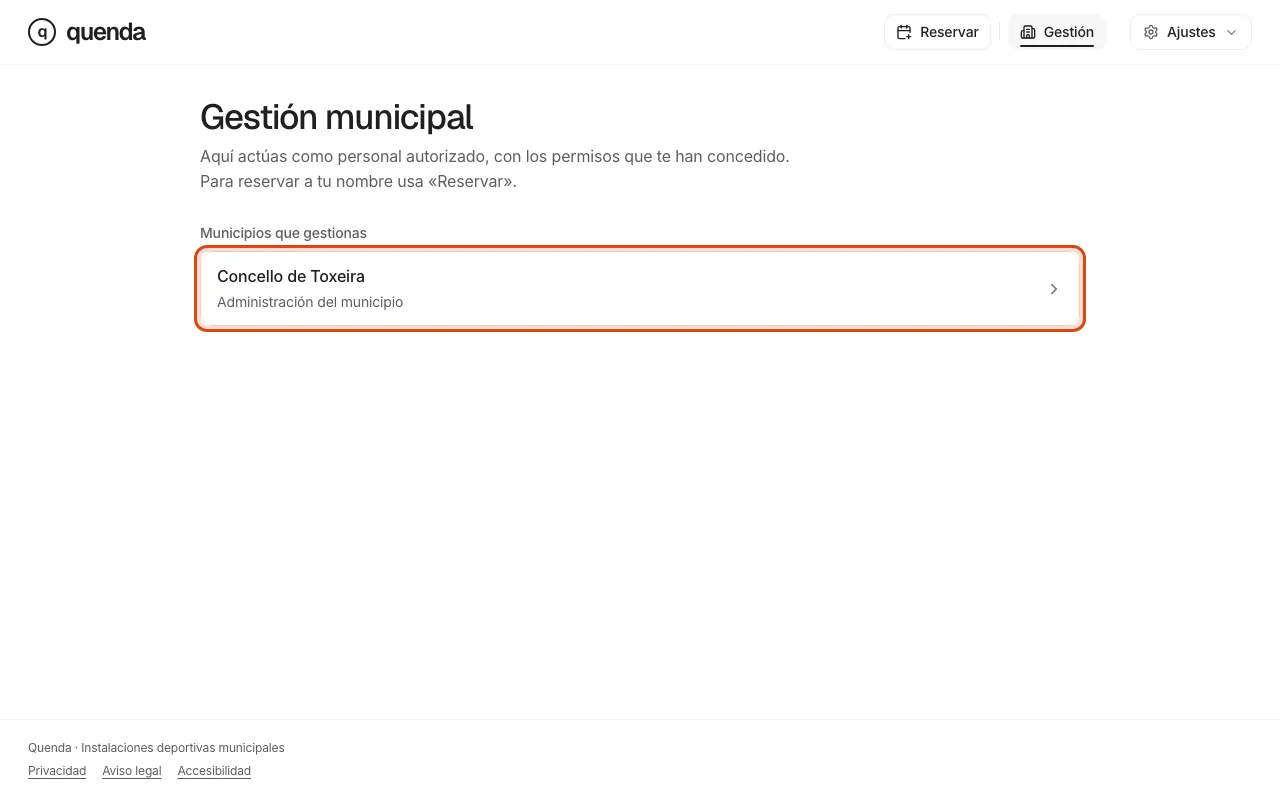 q quenda
Reservar
Gestión
Ajustes
Gestión municipal
Aquí actúas como personal autorizado, con los permisos que te han concedido.
Para reservar a tu nombre usa «Reservar».
Municipios que gestionas
Concello de Toxeira
Administración del municipio
Quenda · Instalaciones deportivas municipales
Privacidad Aviso legal Accesibilidad